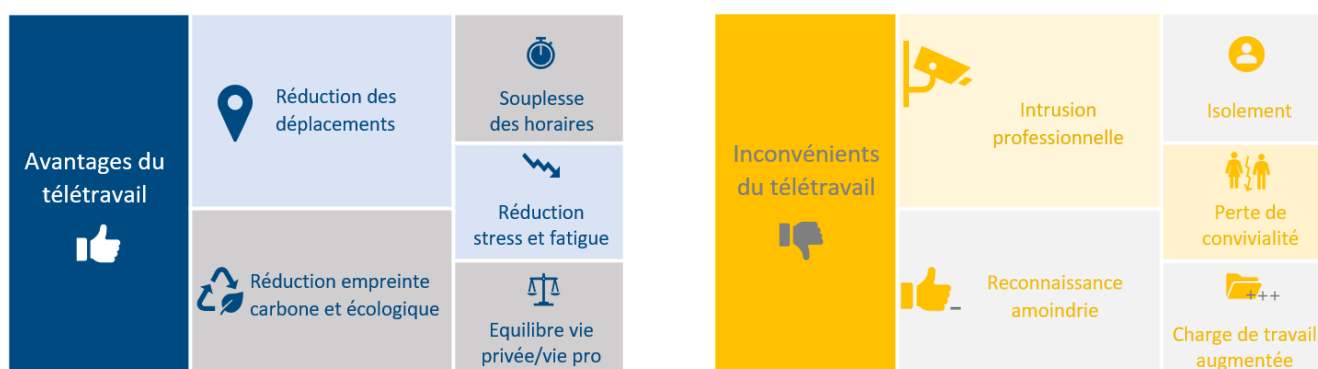 Avantages du
télétravail
Réduction des
déplacements
Réduction empreinte
carbone et écologique
Souplesse
des horaires
Réduction
stress et fatigue
Equilibre vie
privée/vie pro
Inconvénients
du télétravail
Intrusion
professionnelle
Reconnaissance
amoindrie
Isolement
Perte de
convivialité
+++
Charge de travail
augmentée